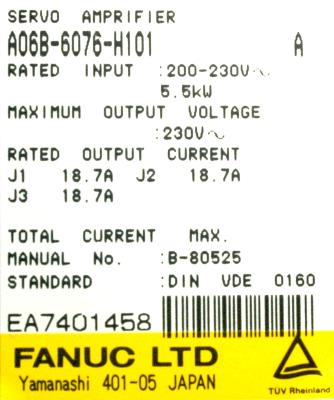 SERVO AMPRIFIER
A06B-6076-H101 A
RATED INPUT :200-230V~
5.5kW
MAXIMUM OUTPUT VOLTAGE
:230V~
RATED OUTPUT CURRENT
J1 18.7A J2 18.7A
J3 18.7A
TOTAL CURRENT MAX.
MANUAL No. :B-80525
STANDARD :DIN VDE 0160
EA7401458
FANUC LTD
Yamanashi 401-05 JAPAN
TÜV Rheinland